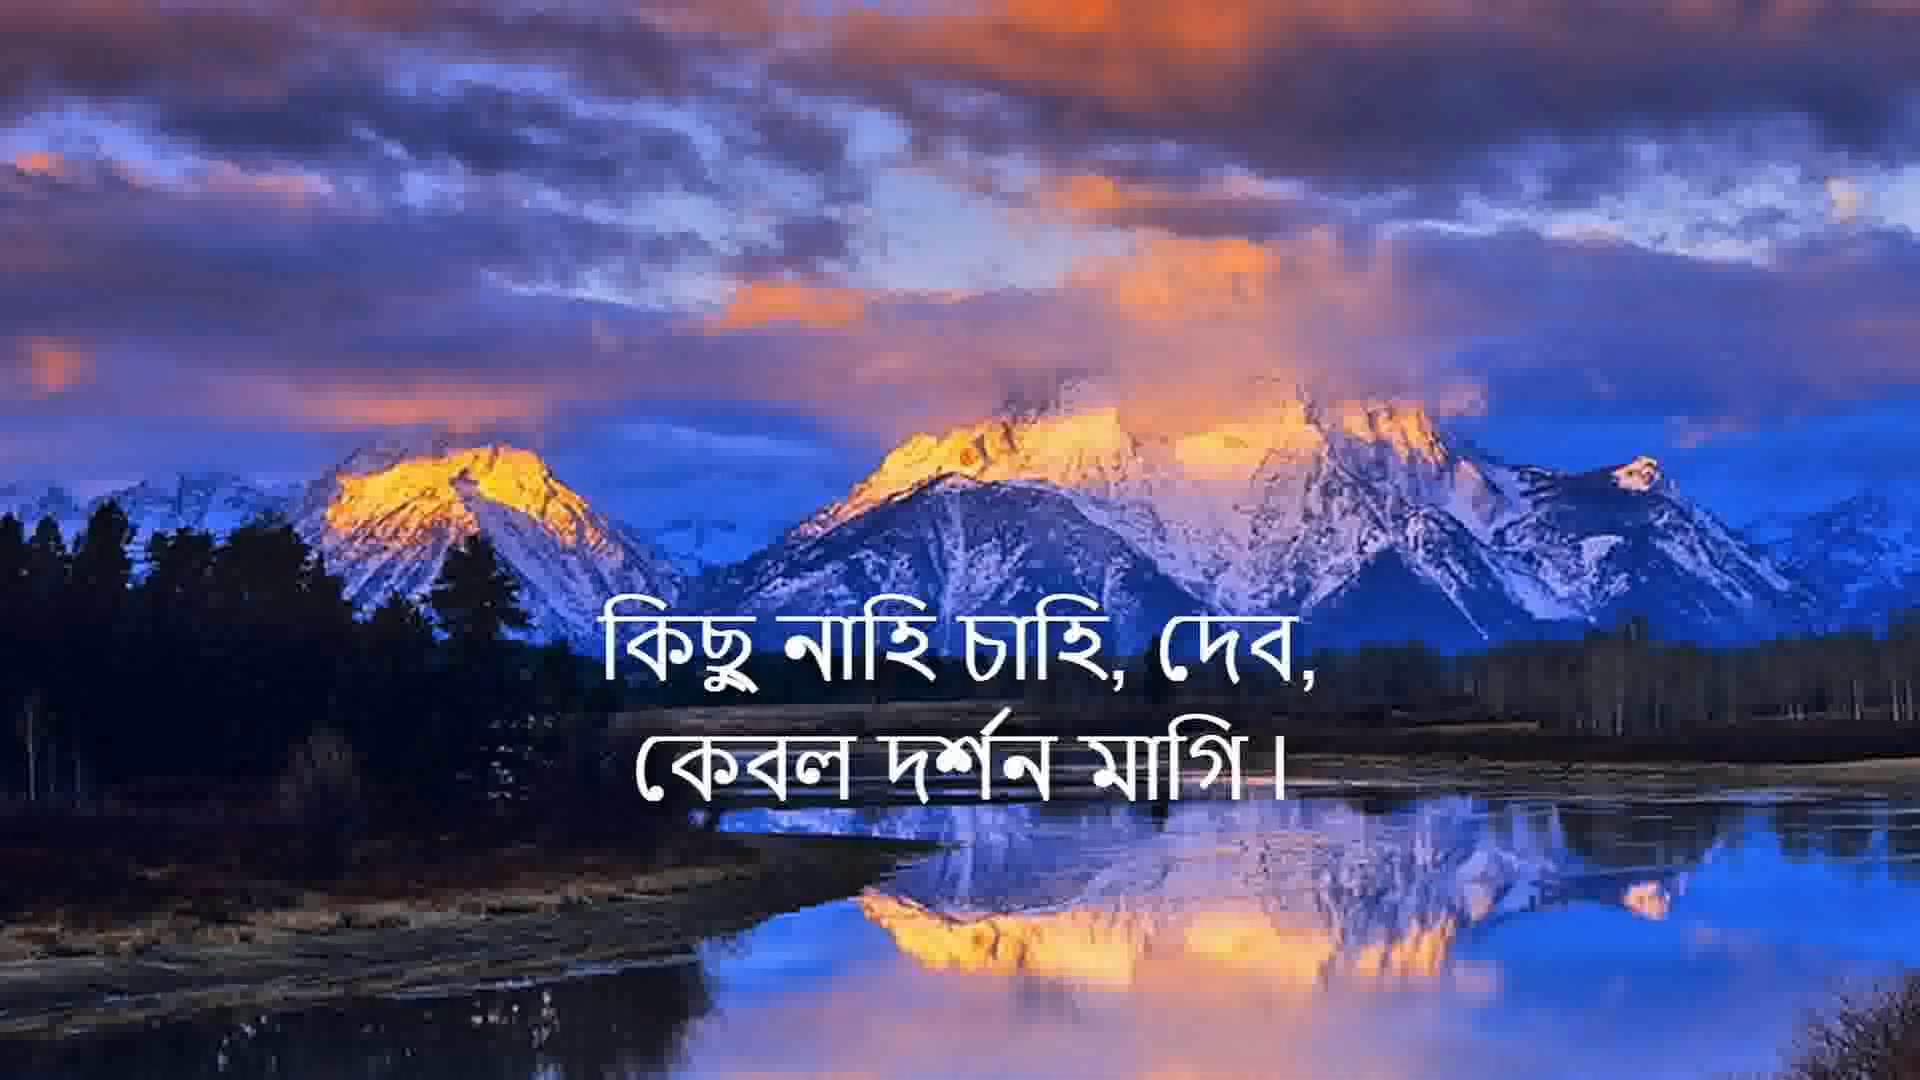 কিছু নাহি চাহি, দেব,
কেবল দর্শন মাগি।